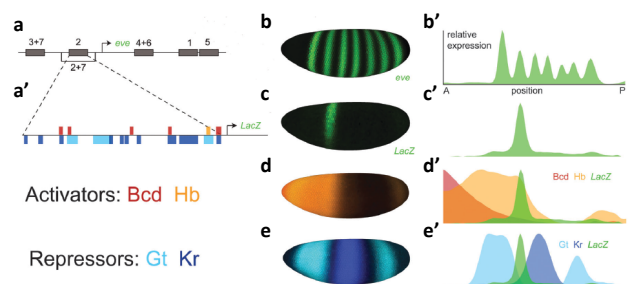 a
3+7
2
eve
4+6
1
5
2+7
a'
LacZ
Activators: Bcd Hb
Repressors: Gt Kr
b
eve
b'
relative
expression
A
position
P
c
LacZ
c'
d
d'
Bcd Hb LacZ
e
e'
Gt Kr LacZ